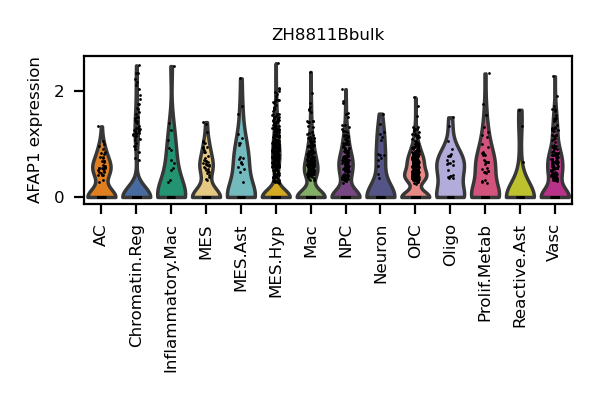 ZH8811Bbulk
AFAP1 expression
2
0
AC
Chromatin.Reg
Inflammatory.Mac
MES
MES.Ast
MES.Hyp
Mac
NPC
Neuron
OPC
Oligo
Prolif.Metab
Reactive.Ast
Vasc